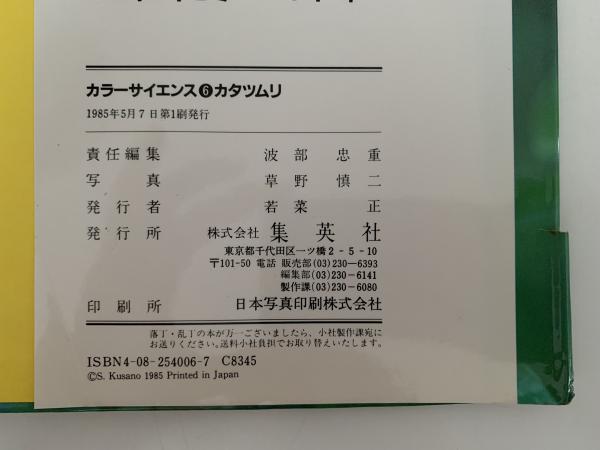 カラーサイエンス❻カタツムリ
1985年5月7日第1刷発行
責任編集 波部忠重
写真 草野慎二
発行者 若菜正
発行所 株式会社 集英社
東京都千代田区一ツ橋2-5-10
〒101-50 電話 販売部(03)230-6393
編集部(03)230-6141
製作課(03)230-6080
印刷所 日本写真印刷株式会社
落丁・乱丁の本が万一ございましたら、小社製作課宛に
お送りください。送料小社負担でお取り替えいたします。
ISBN4-08-254006-7 C8345
©S. Kusano 1985 Printed in Japan